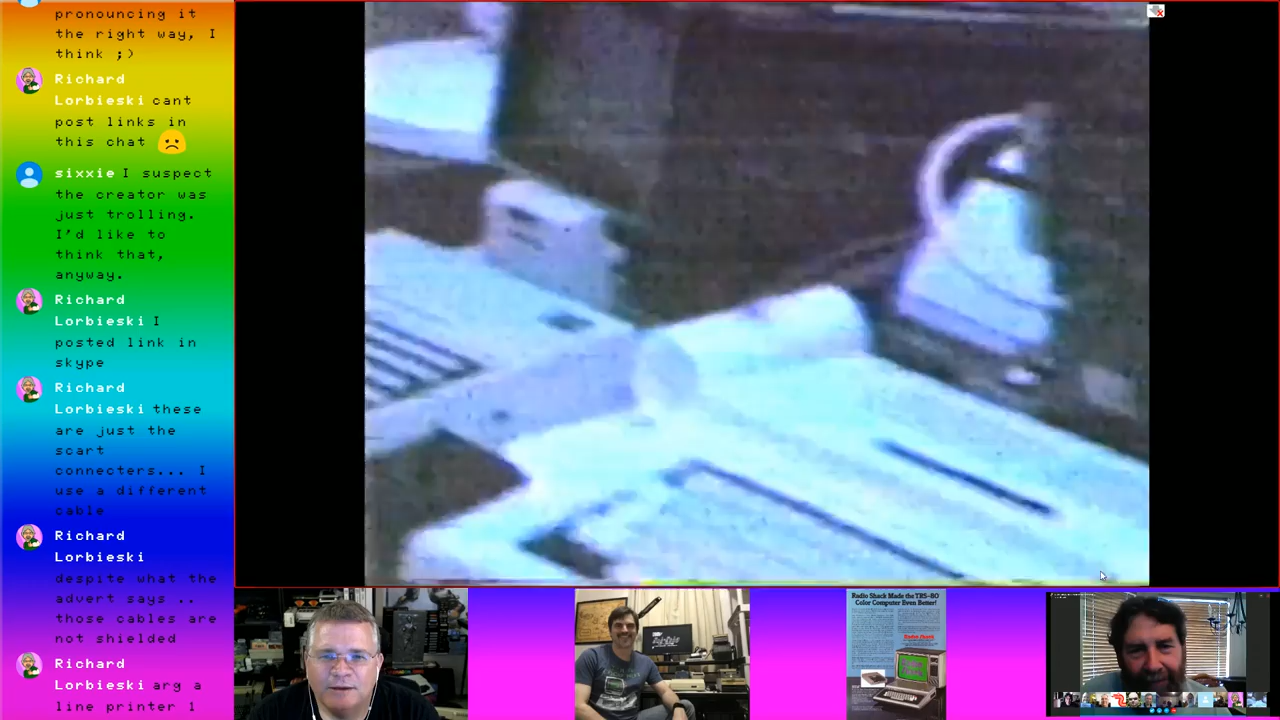 pronouncing it
the right way, I
think ;)
Richard
Lorbieski cant
post links in
this chat
sixxie I suspect
the creator was
just trolling.
I'd like to
think that,
anyway.
Richard
Lorbieski I
posted link in
skype
Richard
Lorbieski these
are just the
scart
connecters... I
use a different
cable
Richard
Lorbieski
despite what the
advert says ..
those cables are
not shielded
Richard
Lorbieski arg a
line printer 1
Radio Shack Made the TRS-80
Color Computer Even Better!